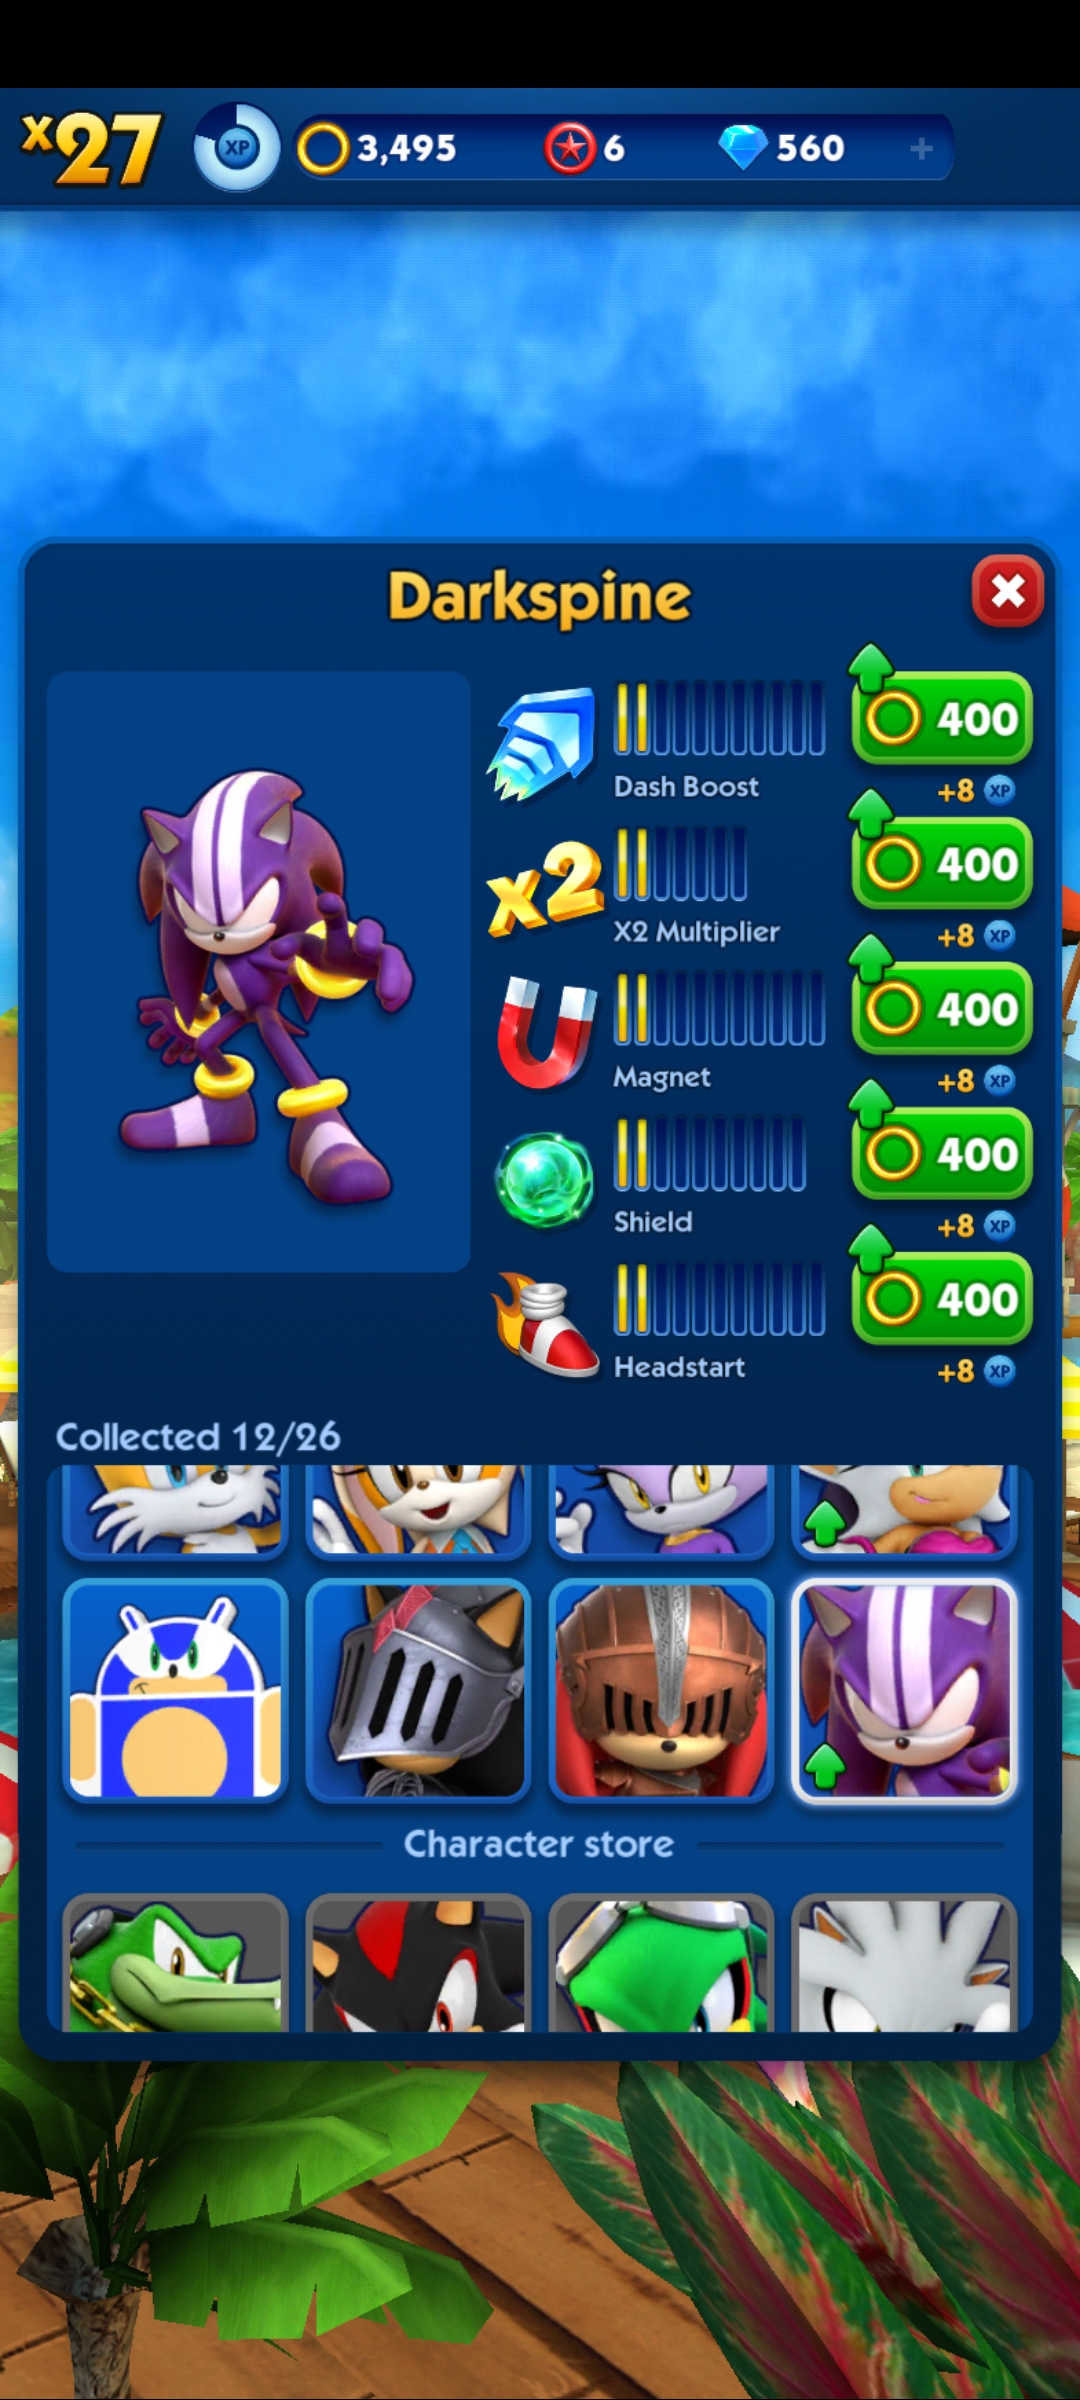 x27 XP 3,495 6 560 +
Darkspine
400
Dash Boost
+8 XP
x2
400
X2 Multiplier
+8 XP
400
Magnet
+8 XP
400
Shield
+8 XP
400
Headstart
+8 XP
Collected 12/26
Character store